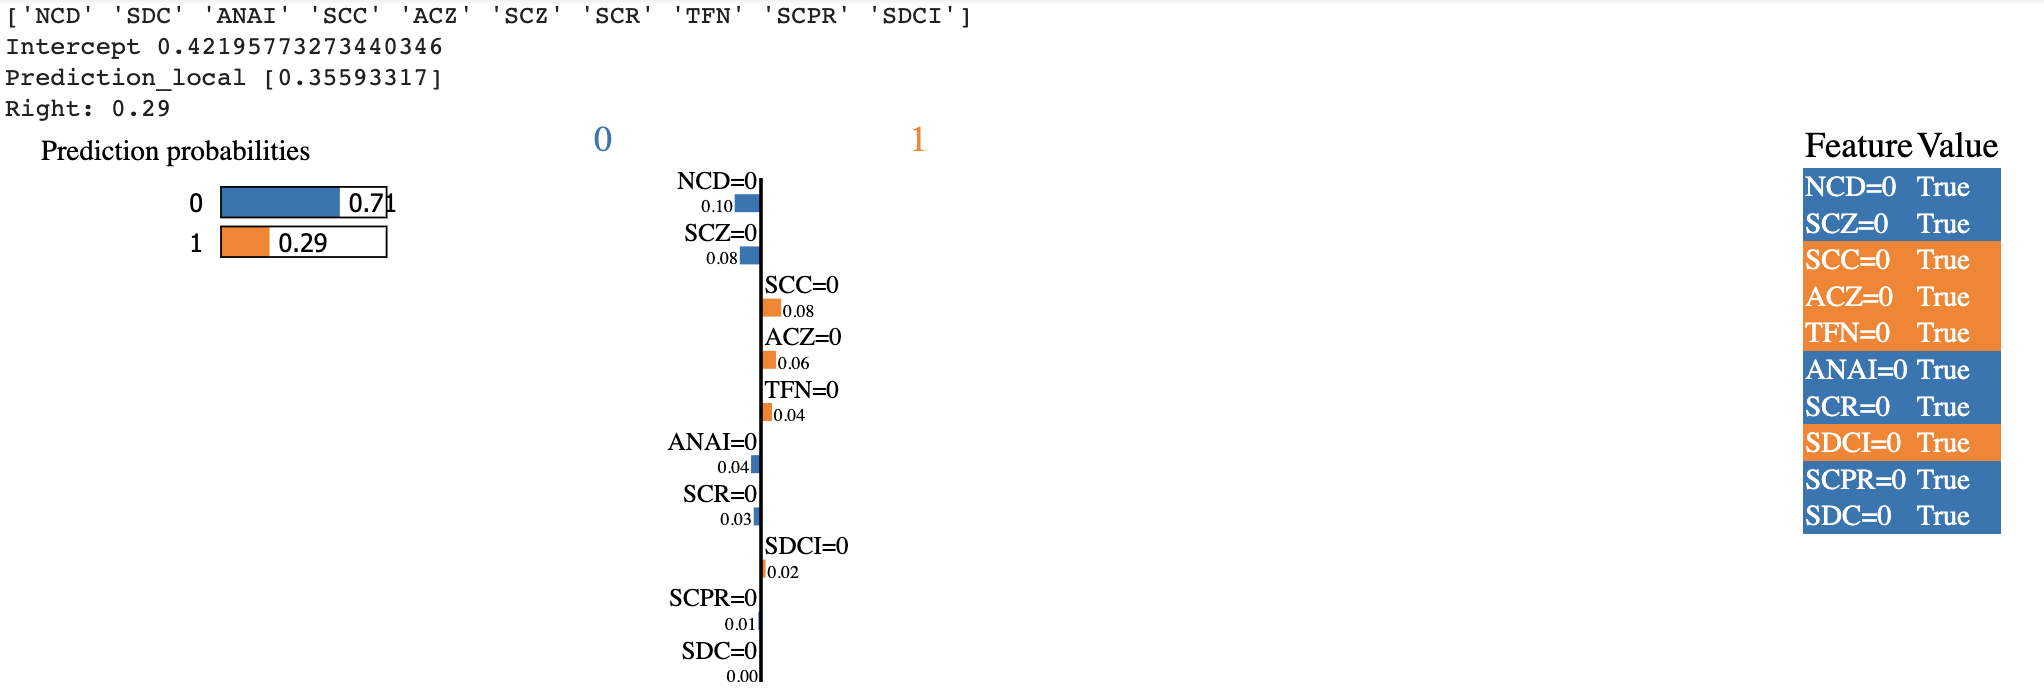 ['NCD' 'SDC' 'ANAI' 'SCC' 'ACZ' 'SCZ' 'SCR' 'TFN' 'SCPR' 'SDCI']
Intercept 0.42195773273440346
Prediction_local [0.35593317]
Right: 0.29
Prediction probabilities
0 0.71
1 0.29
0 1
NCD=0
0.10
SCZ=0
0.08
SCC=0
0.08
ACZ=0
0.06
TFN=0
0.04
ANAI=0
0.04
SCR=0
0.03
SDCI=0
0.02
SCPR=0
0.01
SDC=0
0.00
Feature Value
NCD=0 True
SCZ=0 True
SCC=0 True
ACZ=0 True
TFN=0 True
ANAI=0 True
SCR=0 True
SDCI=0 True
SCPR=0 True
SDC=0 True